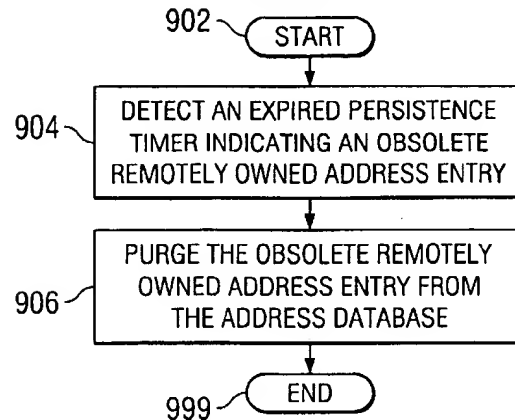 902
START
904
DETECT AN EXPIRED PERSISTENCE
TIMER INDICATING AN OBSOLETE
REMOTELY OWNED ADDRESS ENTRY
906
PURGE THE OBSOLETE REMOTELY
OWNED ADDRESS ENTRY FROM
THE ADDRESS DATABASE
999
END